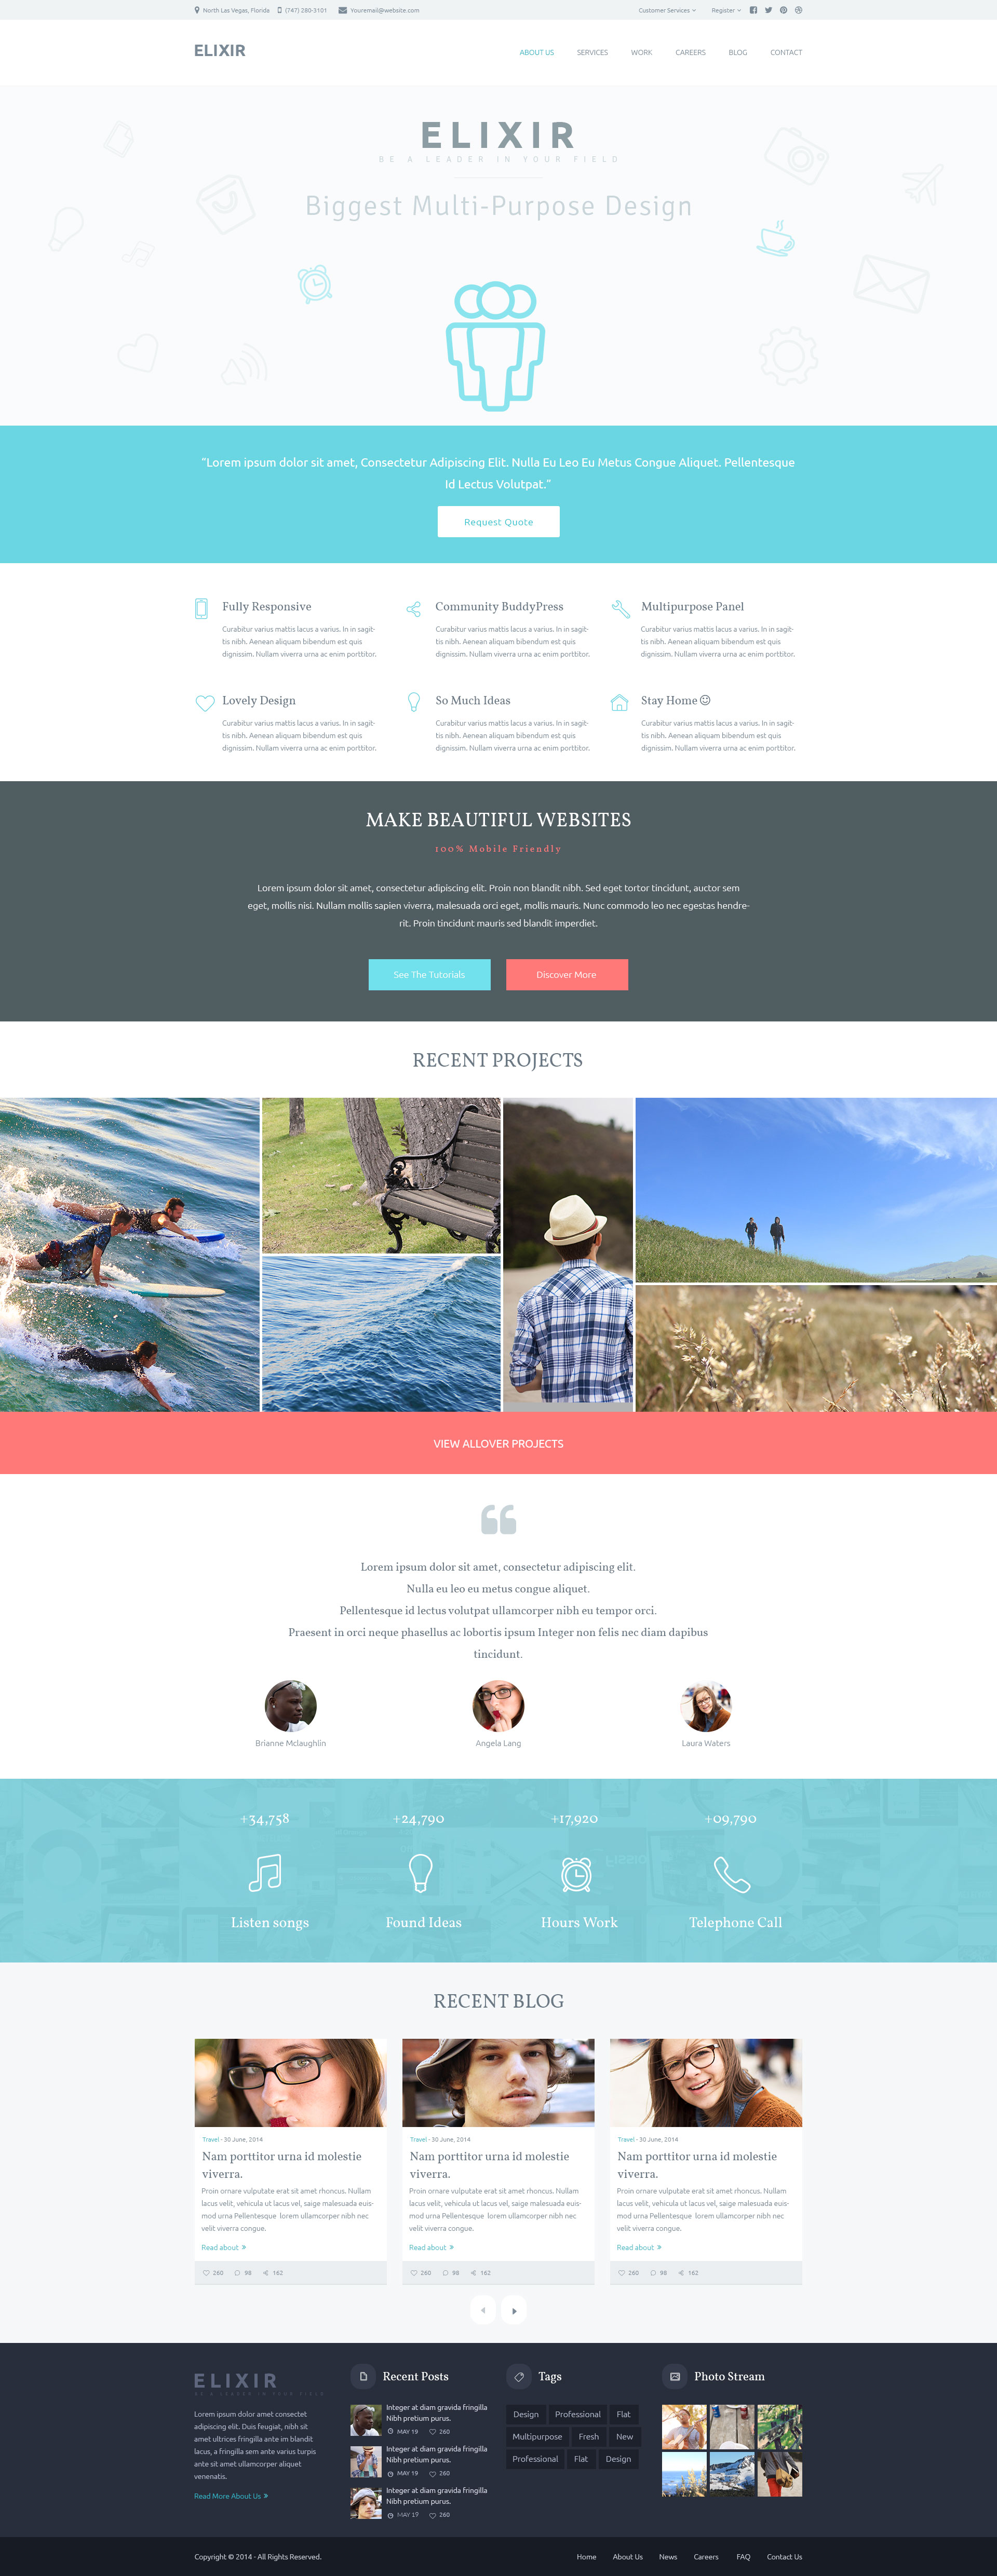 North Las Vegas, Florida (747) 280-3101 Youremail@website.com Customer Services Register
ELIXIR
ABOUT US SERVICES WORK CAREERS BLOG CONTACT
ELIXIR
BE A LEADER IN YOUR FIELD
Biggest Multi-Purpose Design
"Lorem ipsum dolor sit amet, Consectetur Adipiscing Elit. Nulla Eu Leo Eu Metus Congue Aliquet. Pellentesque
Id Lectus Volutpat."
Request Quote
Fully Responsive
Curabitur varius mattis lacus a varius. In in sagit-
tis nibh. Aenean aliquam bibendum est quis
dignissim. Nullam viverra urna ac enim porttitor.
Community BuddyPress
Curabitur varius mattis lacus a varius. In in sagit-
tis nibh. Aenean aliquam bibendum est quis
dignissim. Nullam viverra urna ac enim porttitor.
Multipurpose Panel
Curabitur varius mattis lacus a varius. In in sagit-
tis nibh. Aenean aliquam bibendum est quis
dignissim. Nullam viverra urna ac enim porttitor.
Lovely Design
Curabitur varius mattis lacus a varius. In in sagit-
tis nibh. Aenean aliquam bibendum est quis
dignissim. Nullam viverra urna ac enim porttitor.
So Much Ideas
Curabitur varius mattis lacus a varius. In in sagit-
tis nibh. Aenean aliquam bibendum est quis
dignissim. Nullam viverra urna ac enim porttitor.
Stay Home
Curabitur varius mattis lacus a varius. In in sagit-
tis nibh. Aenean aliquam bibendum est quis
dignissim. Nullam viverra urna ac enim porttitor.
MAKE BEAUTIFUL WEBSITES
100% Mobile Friendly
Lorem ipsum dolor sit amet, consectetur adipiscing elit. Proin non blandit nibh. Sed eget tortor tincidunt, auctor sem
eget, mollis nisi. Nullam mollis sapien viverra, malesuada orci eget, mollis mauris. Nunc commodo leo nec egestas hendre-
rit. Proin tincidunt mauris sed blandit imperdiet.
See The Tutorials Discover More
RECENT PROJECTS
VIEW ALLOVER PROJECTS
Lorem ipsum dolor sit amet, consectetur adipiscing elit.
Nulla eu leo eu metus congue aliquet.
Pellentesque id lectus volutpat ullamcorper nibh eu tempor orci.
Praesent in orci neque phasellus ac lobortis ipsum Integer non felis nec diam dapibus
tincidunt.
Brianne Mclaughlin Angela Lang Laura Waters
+34,758 +24,790 +17,920 +09,790
Listen songs Found Ideas Hours Work Telephone Call
RECENT BLOG
Travel - 30 June, 2014
Nam porttitor urna id molestie
viverra.
Proin ornare vulputate erat sit amet rhoncus. Nullam
lacus velit, vehicula ut lacus vel, saige malesuada euis-
mod urna Pellentesque lorem ullamcorper nibh nec
velit viverra congue.
Read about »
260 98 162
Travel - 30 June, 2014
Nam porttitor urna id molestie
viverra.
Proin ornare vulputate erat sit amet rhoncus. Nullam
lacus velit, vehicula ut lacus vel, saige malesuada euis-
mod urna Pellentesque lorem ullamcorper nibh nec
velit viverra congue.
Read about »
260 98 162
Travel - 30 June, 2014
Nam porttitor urna id molestie
viverra.
Proin ornare vulputate erat sit amet rhoncus. Nullam
lacus velit, vehicula ut lacus vel, saige malesuada euis-
mod urna Pellentesque lorem ullamcorper nibh nec
velit viverra congue.
Read about »
260 98 162
ELIXIR
BE A LEADER IN YOUR FIELD
Lorem ipsum dolor amet consectet
adipiscing elit. Duis feugiat, nibh sit
amet ultrices fringilla ante im blandit
lacus, a fringilla sem ante varius turpis
ante sit amet ullamcorper aliquet
venenatis.
Read More About Us »
Recent Posts
Integer at diam gravida fringilla
Nibh pretium purus.
MAY 19 260
Integer at diam gravida fringilla
Nibh pretium purus.
MAY 19 260
Integer at diam gravida fringilla
Nibh pretium purus.
MAY 19 260
Tags
Design Professional Flat
Multipurpose Fresh New
Professional Flat Design
Photo Stream
Copyright © 2014 - All Rights Reserved.
Home About Us News Careers FAQ Contact Us